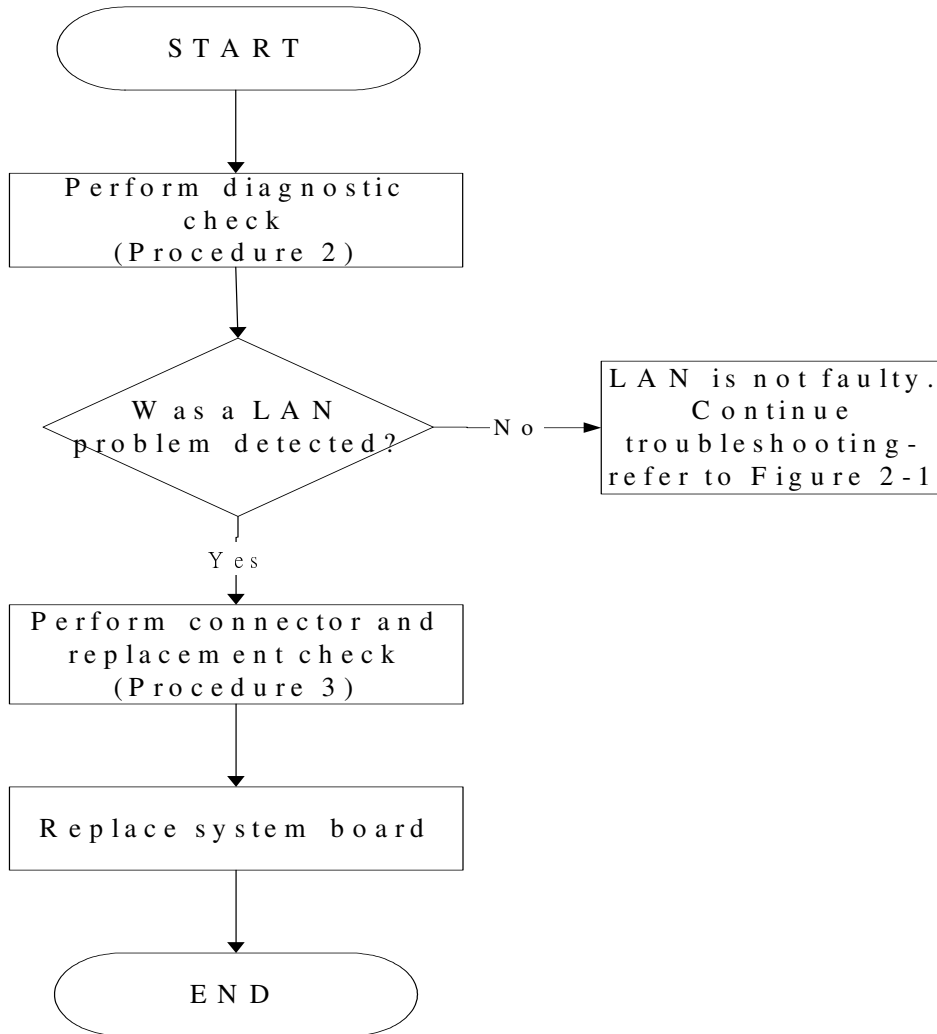 START
Perform diagnostic
check
(Procedure 2)
Was a LAN
problem detected?
No
LAN is not faulty.
Continue
troubleshooting-
refer to Figure 2-1
Yes
Perform connector and
replacement check
(Procedure 3)
Replace system board
END